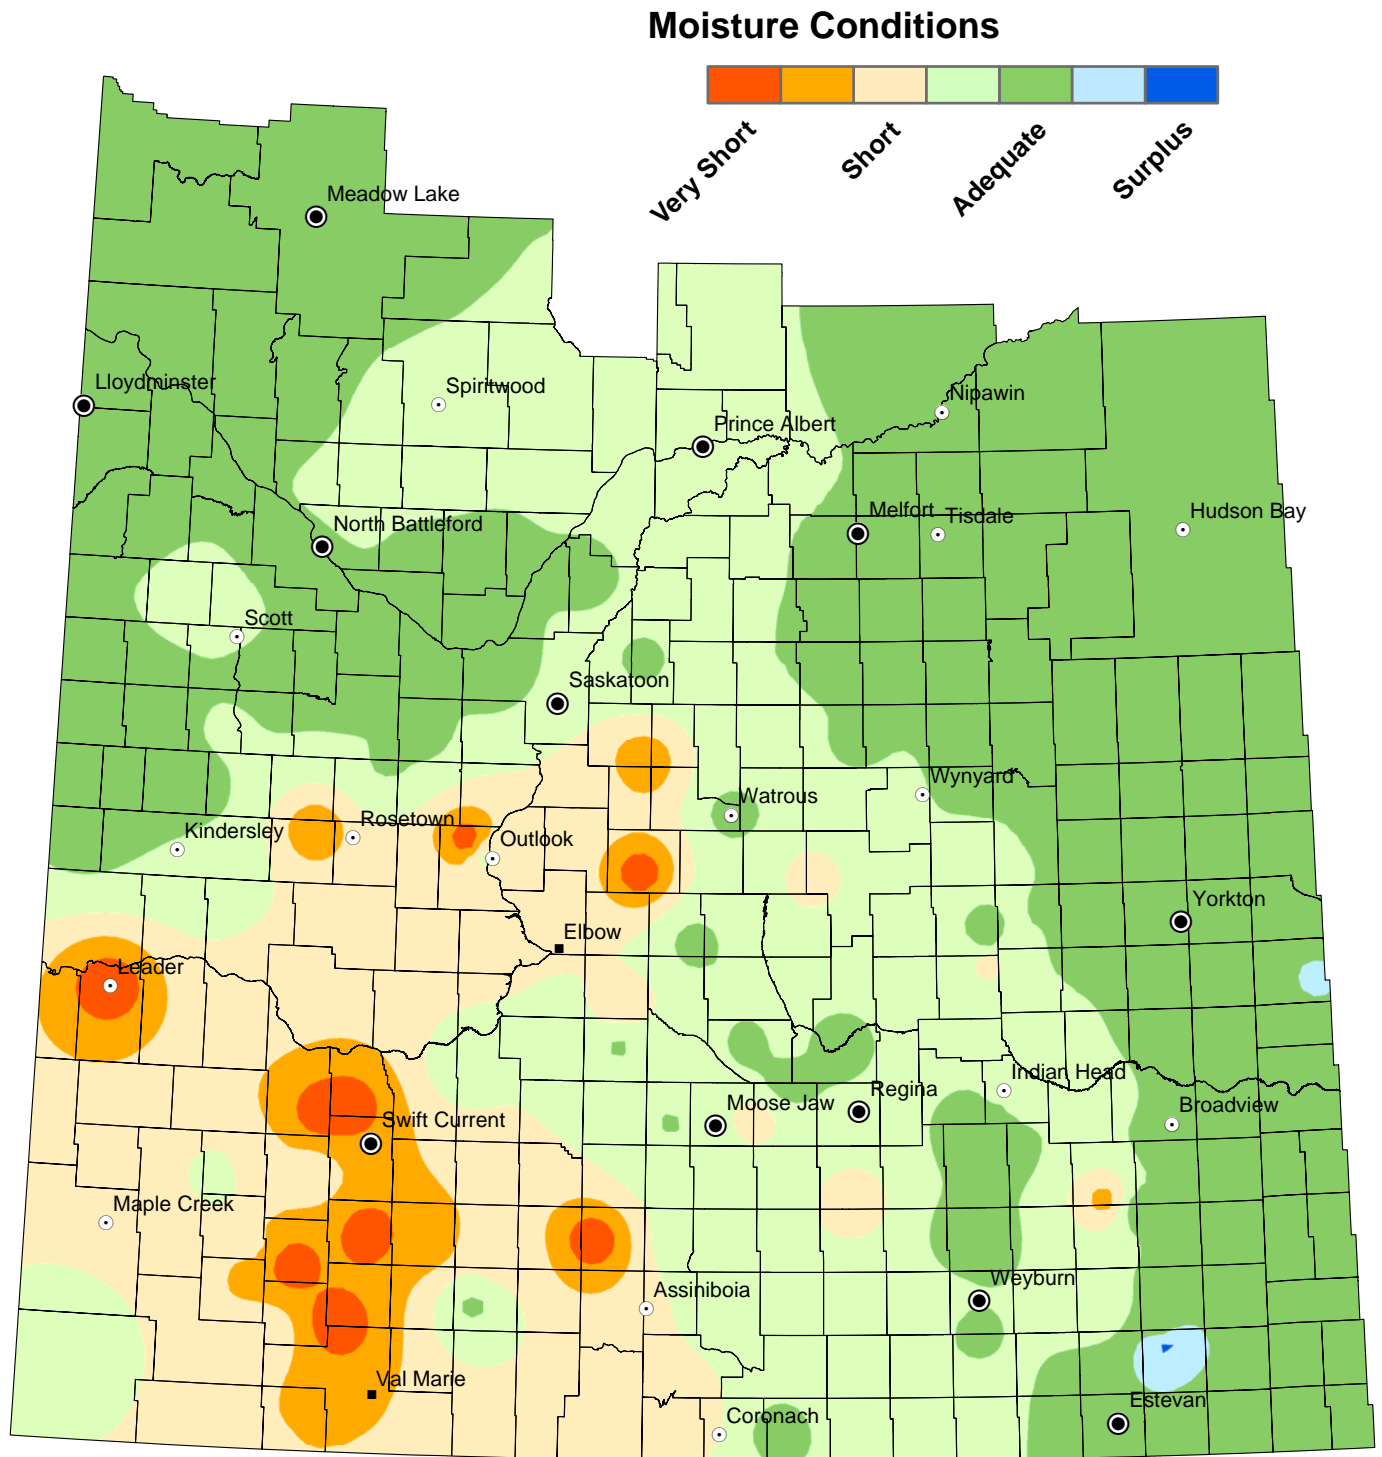 Moisture Conditions
Very Short
Short
Adequate
Surplus
Meadow Lake
Lloydminster
Spiritwood
Nipawin
Prince Albert
Melfort
Tisdale
Hudson Bay
North Battleford
Scott
Saskatoon
Wynyard
Watrous
Rosetown
Kindersley
Outlook
Yorkton
Elbow
Leader
Indian Head
Regina
Moose Jaw
Broadview
Swift Current
Maple Creek
Weyburn
Assiniboia
Val Marie
Estevan
Coronach